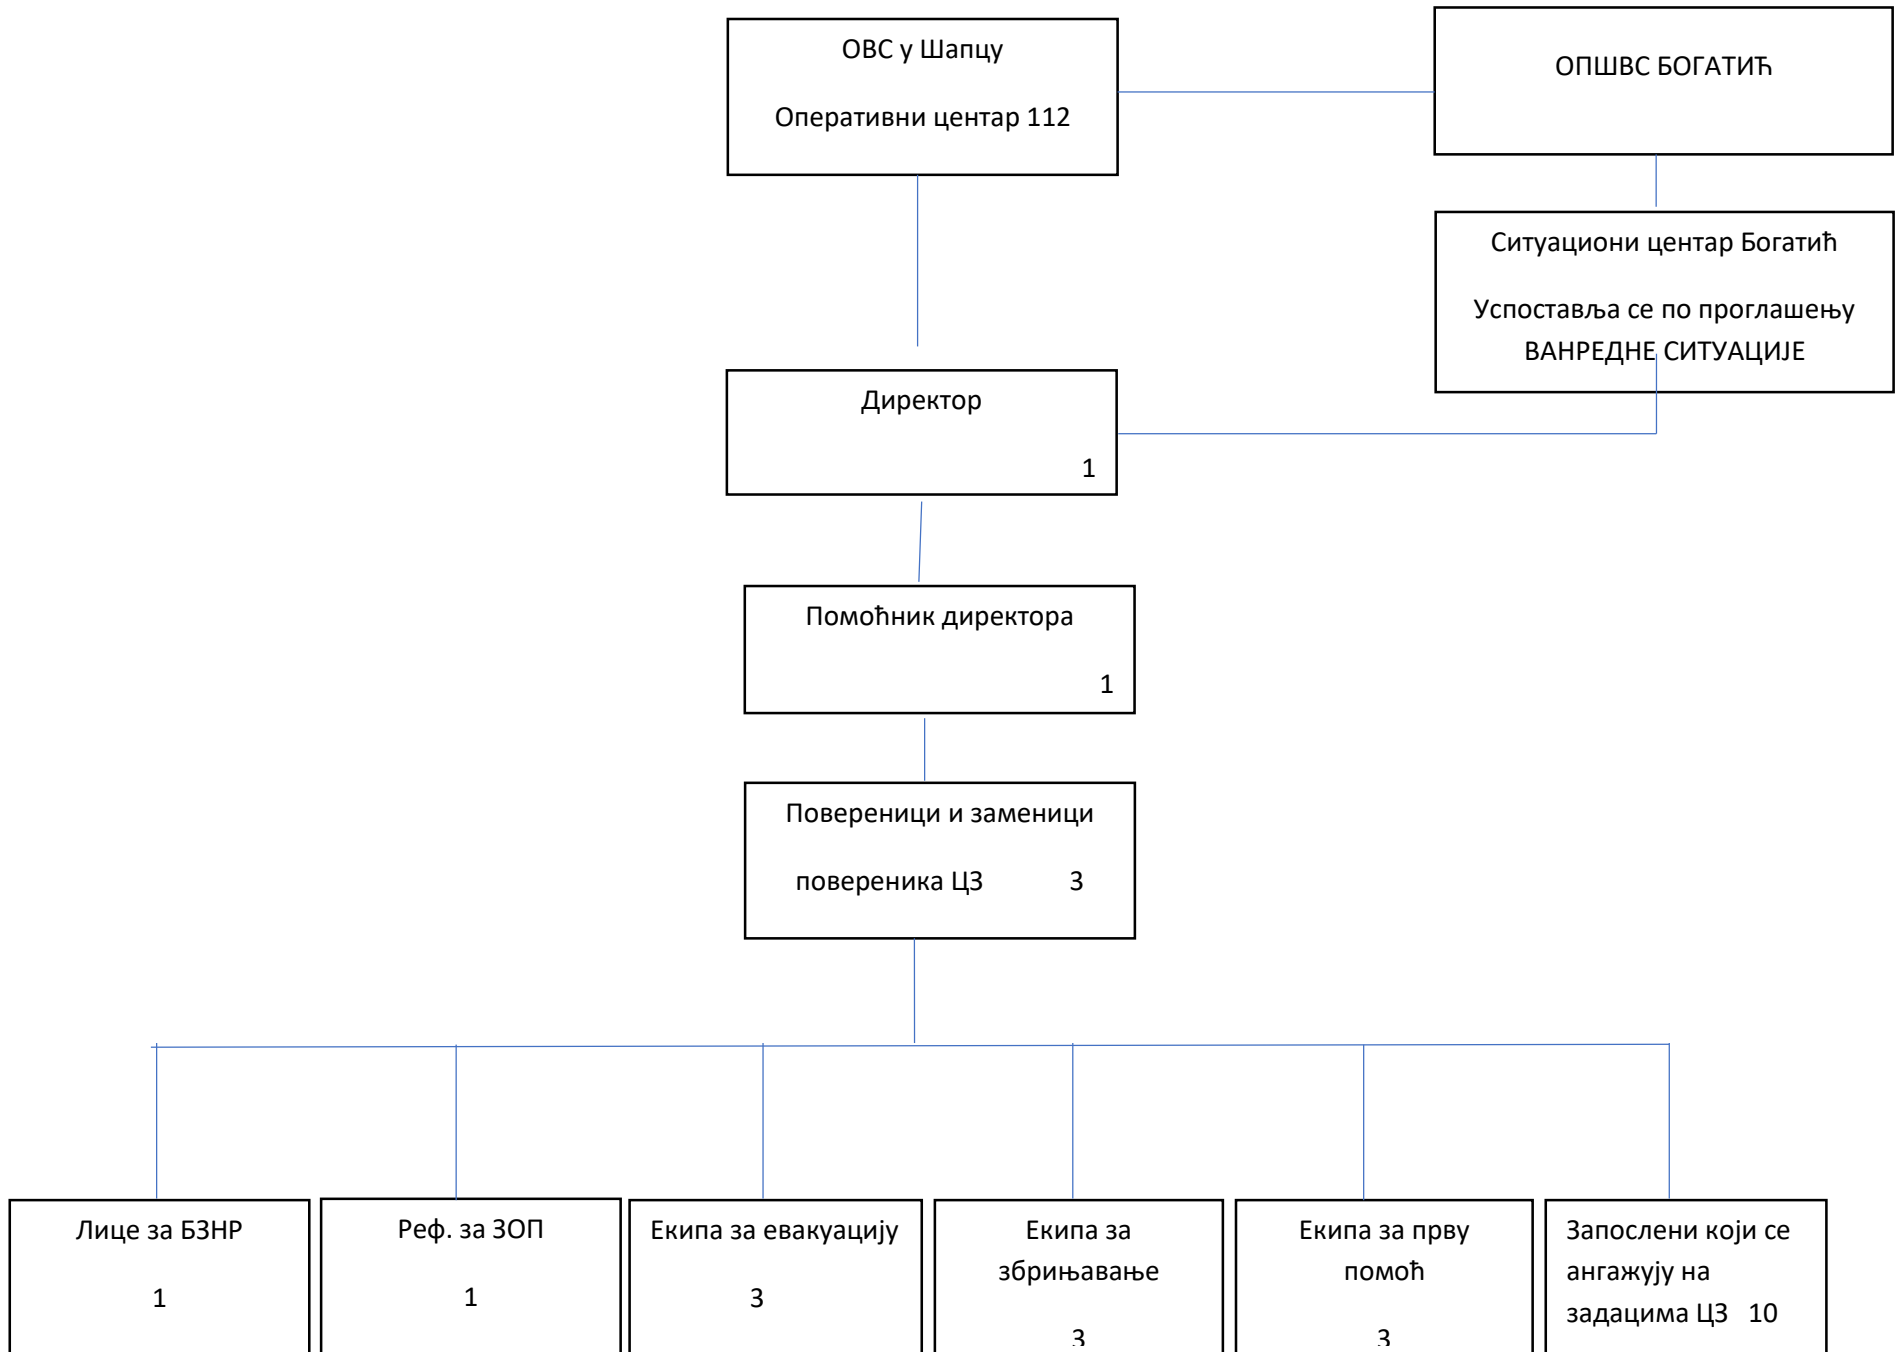 ОВС у Шапцу
Оперативни центар 112
ОПШВС БОГАТИЋ
Ситуациони центар Богатић
Успоставља се по проглашењу
ВАНРЕДНЕ СИТУАЦИЈЕ
Директор
1
Помоћник директора
1
Повереници и заменици
повереника ЦЗ 3
Лице за БЗНР
1
Реф. за ЗОП
1
Екипа за евакуацију
3
Екипа за
збрињавање
3
Екипа за прву
помоћ
3
Запослени који се
ангажују на
задацима ЦЗ 10